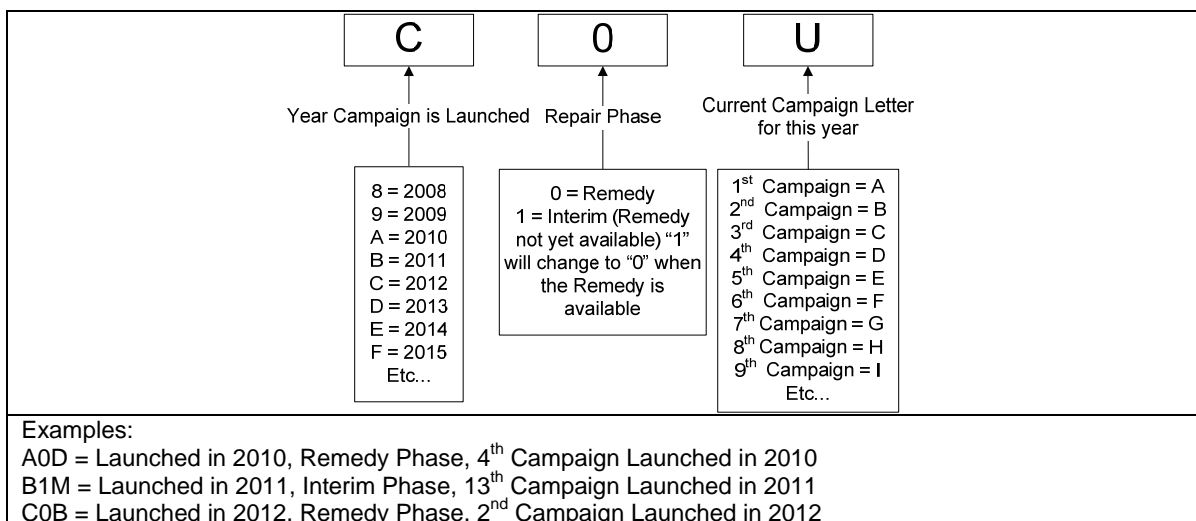 C 0 U
Year Campaign is Launched
Repair Phase
Current Campaign Letter
for this year
8 = 2008
9 = 2009
A = 2010
B = 2011
C = 2012
D = 2013
E = 2014
F = 2015
Etc...
0 = Remedy
1 = Interim (Remedy
not yet available) “1”
will change to “0” when
the Remedy is
available
1st Campaign = A
2nd Campaign = B
3rd Campaign = C
4th Campaign = D
5th Campaign = E
6th Campaign = F
7th Campaign = G
8th Campaign = H
9th Campaign = I
Etc...
Examples:
A0D = Launched in 2010, Remedy Phase, 4th Campaign Launched in 2010
B1M = Launched in 2011, Interim Phase, 13th Campaign Launched in 2011
C0B = Launched in 2012, Remedy Phase, 2nd Campaign Launched in 2012